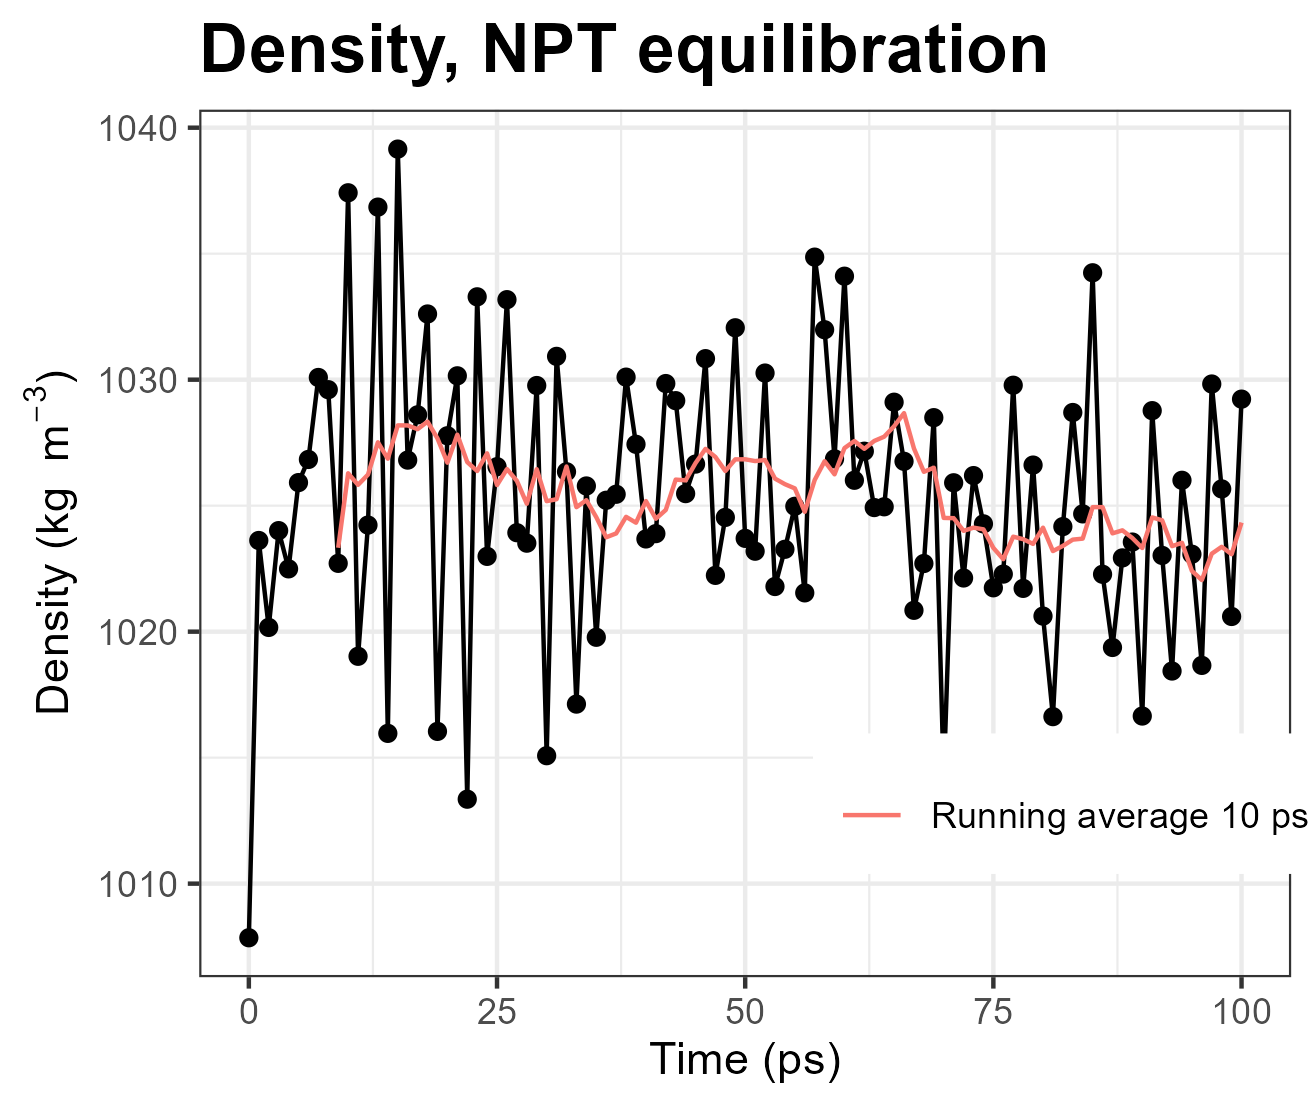 Density, NPT equilibration
Density (kg m⁻³)
1040
1030
1020
1010
Running average 10 ps
0 25 50 75 100
Time (ps)